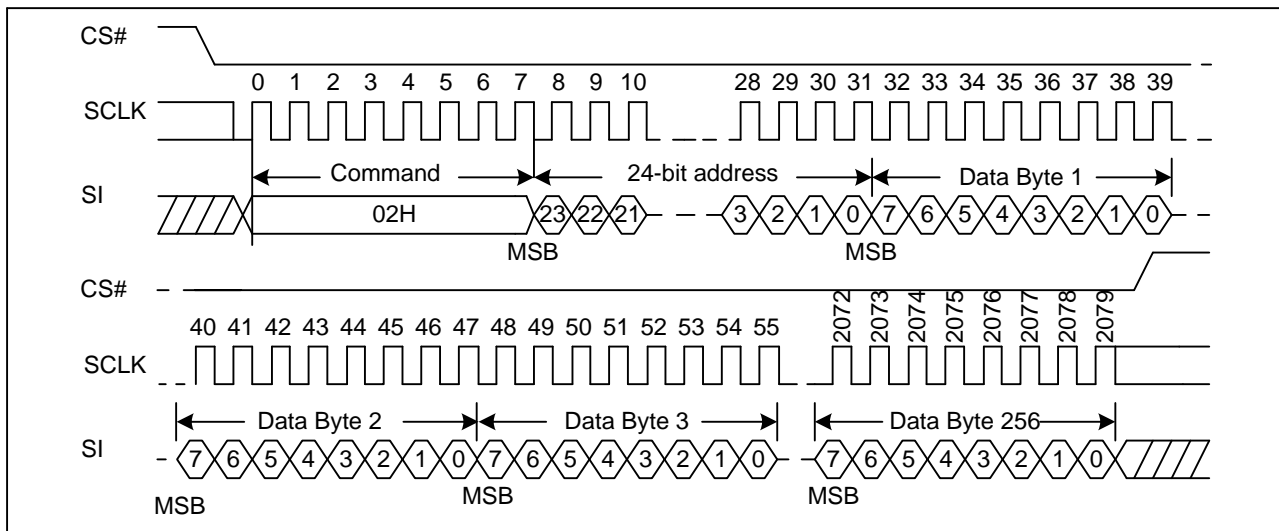 CS#
0 1 2 3 4 5 6 7 8 9 10 28 29 30 31 32 33 34 35 36 37 38 39
SCLK
Command 24-bit address Data Byte 1
SI
02H 23 22 21 3 2 1 0 7 6 5 4 3 2 1 0
MSB MSB
CS#
40 41 42 43 44 45 46 47 48 49 50 51 52 53 54 55 2072 2073 2074 2075 2076 2077 2078 2079
SCLK
Data Byte 2 Data Byte 3 Data Byte 256
SI
7 6 5 4 3 2 1 0 7 6 5 4 3 2 1 0 7 6 5 4 3 2 1 0
MSB MSB MSB